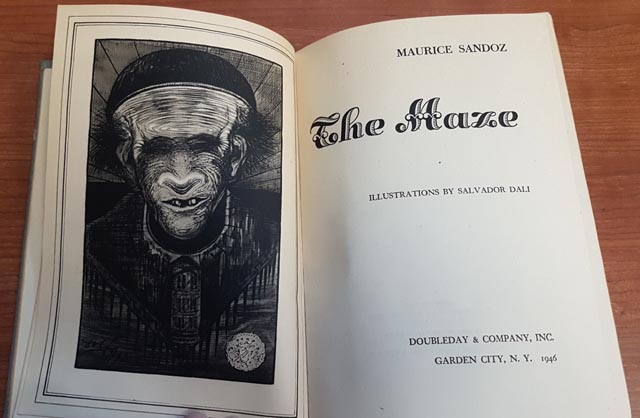 MAURICE SANDOZ
The Maze
ILLUSTRATIONS BY SALVADOR DALI
DOUBLEDAY & COMPANY, INC.
GARDEN CITY, N. Y. 1946